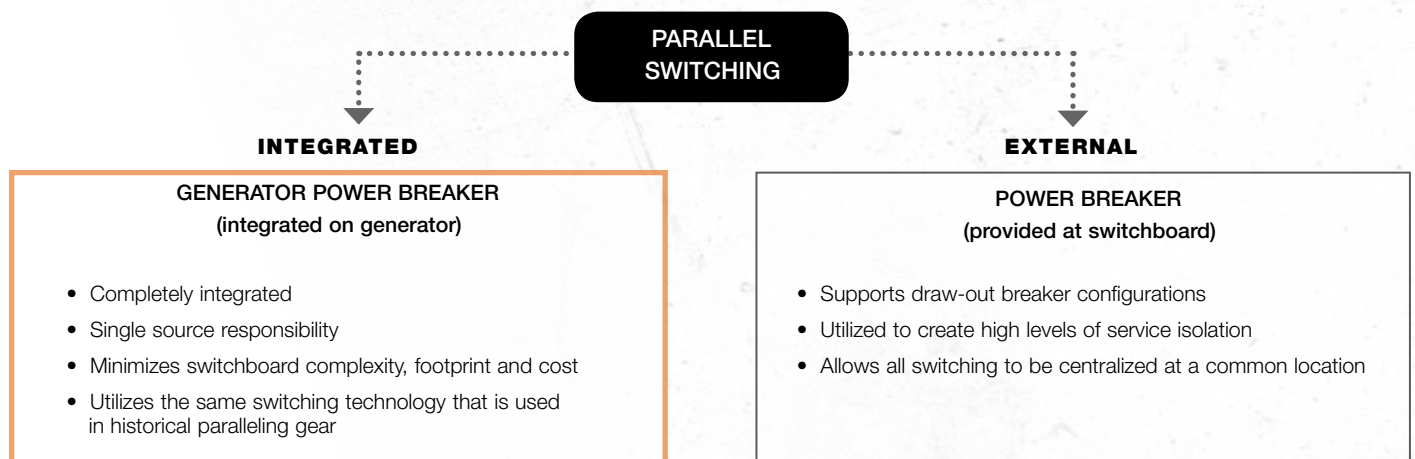 PARALLEL
SWITCHING
INTEGRATED
GENERATOR POWER BREAKER
(integrated on generator)
• Completely integrated
• Single source responsibility
• Minimizes switchboard complexity, footprint and cost
• Utilizes the same switching technology that is used
in historical paralleling gear
EXTERNAL
POWER BREAKER
(provided at switchboard)
• Supports draw-out breaker configurations
• Utilized to create high levels of service isolation
• Allows all switching to be centralized at a common location